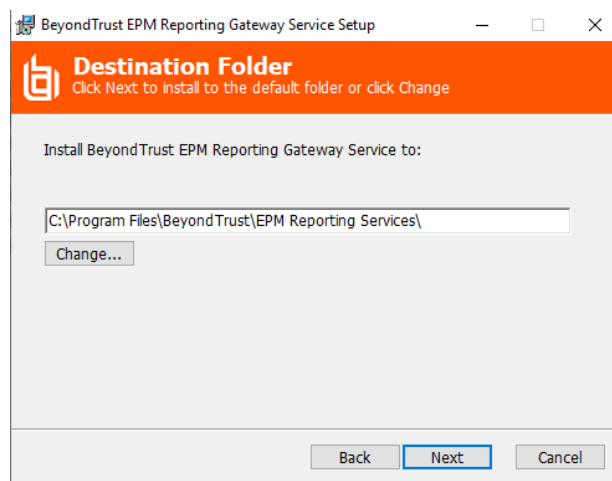 BeyondTrust EPM Reporting Gateway Service Setup
Destination Folder
Click Next to install to the default folder or click Change
Install BeyondTrust EPM Reporting Gateway Service to:
C:\Program Files\BeyondTrust\EPM Reporting Services\
Change...
Back Next Cancel